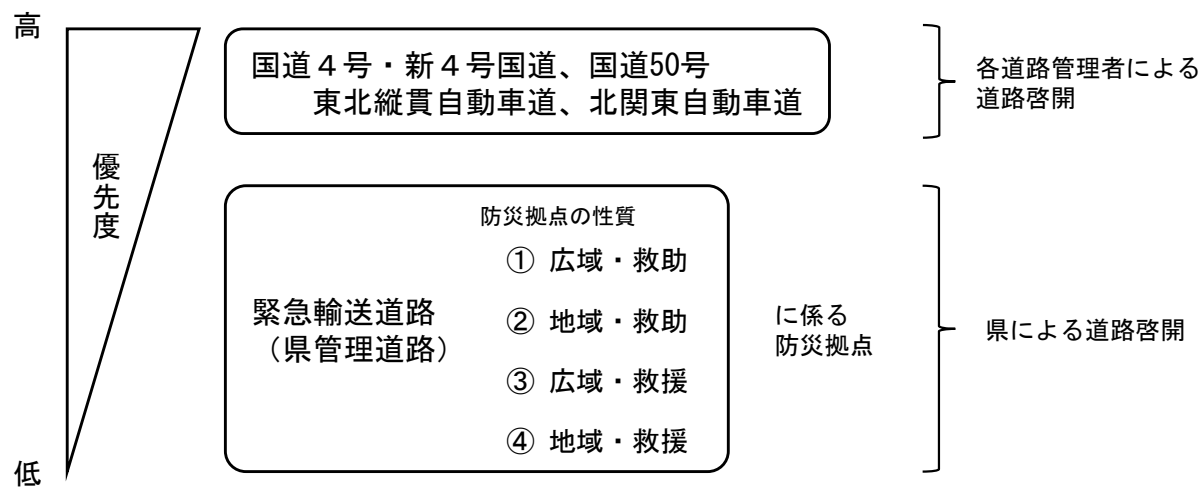 高
国道４号・新４号国道、国道50号
東北縦貫自動車道、北関東自動車道
各道路管理者による
道路啓開
優先度
防災拠点の性質
① 広域・救助
② 地域・救助
③ 広域・救援
④ 地域・救援
緊急輸送道路
（県管理道路）
に係る
防災拠点
県による道路啓開
低